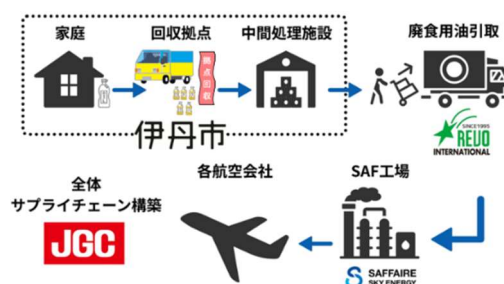 家庭
回収拠点
中間処理施設
廃食用油引取
拠点回収
伊丹市
SINCE1995
REVO
INTERNATIONAL
全体
サプライチェーン構築
JGC
各航空会社
SAF工場
SAFFAIRE
SKY ENERGY